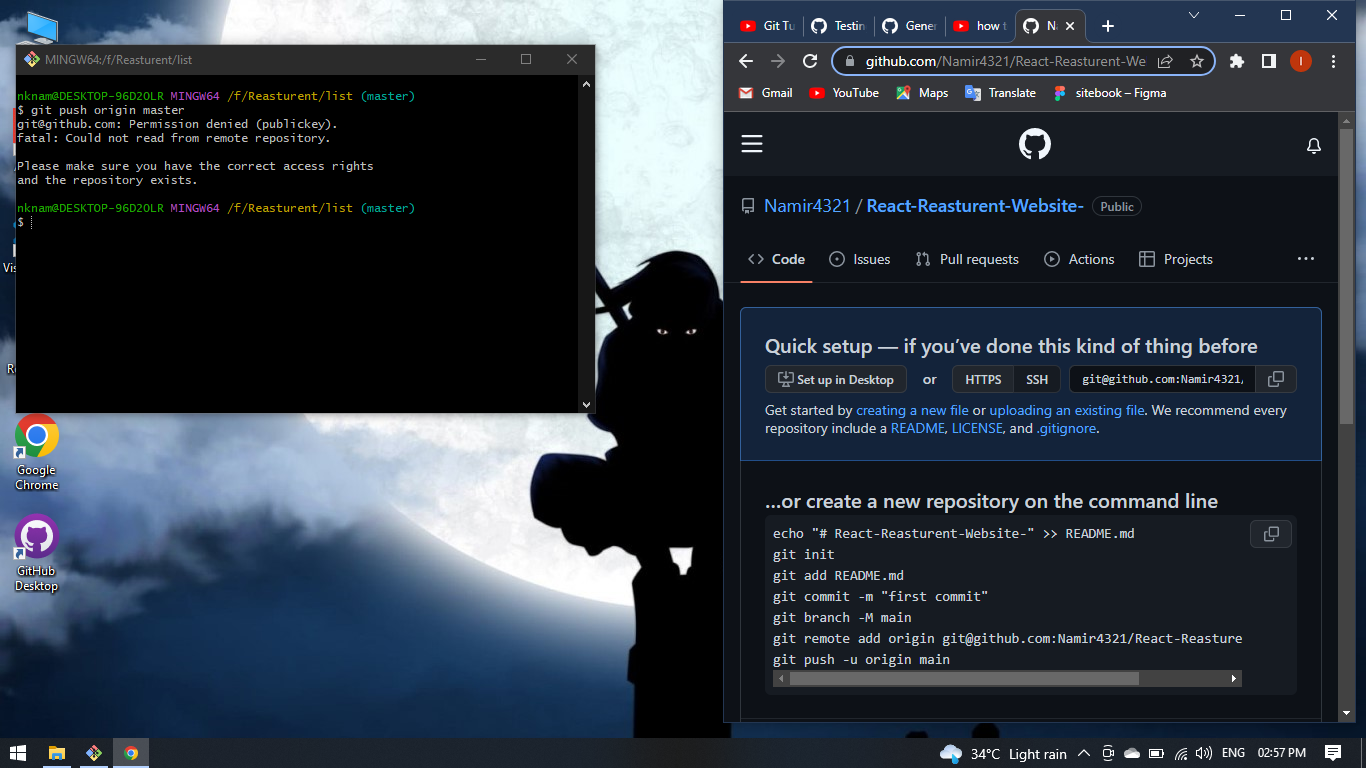 MINGW64:/f/Reasturent/list
nknam@DESKTOP-96D2OLR MINGW64 /f/Reasturent/list (master)
$ git push origin master
git@github.com: Permission denied (publickey).
fatal: Could not read from remote repository.
Please make sure you have the correct access rights
and the repository exists.
nknam@DESKTOP-96D2OLR MINGW64 /f/Reasturent/list (master)
$
Vis
Google
Chrome
GitHub
Desktop
Git Tu
Testin
Gene
how t
N
github.com/Namir4321/React-Reasturent-We
I
Gmail
YouTube
Maps
Translate
sitebook – Figma
Namir4321 / React-Reasturent-Website-
Public
Code
Issues
Pull requests
Actions
Projects
Quick setup — if you’ve done this kind of thing before
Set up in Desktop
or
HTTPS
SSH
git@github.com:Namir4321/
Get started by creating a new file or uploading an existing file. We recommend every
repository include a README, LICENSE, and .gitignore.
…or create a new repository on the command line
echo "# React-Reasturent-Website-" >> README.md
git init
git add README.md
git commit -m "first commit"
git branch -M main
git remote add origin git@github.com:Namir4321/React-Reasture
git push -u origin main
34°C Light rain
ENG
02:57 PM